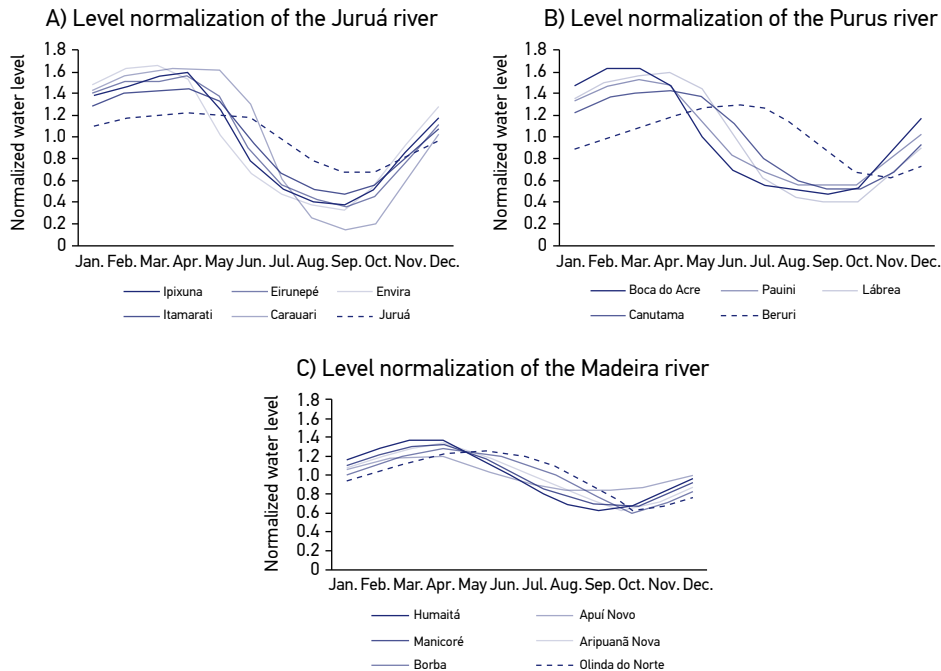 A) Level normalization of the Juruá river
Normalized water level
1.8
1.6
1.4
1.2
1.0
0.8
0.6
0.4
0.2
0
Jan. Feb. Mar. Apr. May Jun. Jul. Aug. Sep. Oct. Nov. Dec.
Ipixuna Eirunepé Envira
Itamarati Carauari Juruá
B) Level normalization of the Purus river
Normalized water level
1.8
1.6
1.4
1.2
1.0
0.8
0.6
0.4
0.2
0
Jan. Feb. Mar. Apr. May Jun. Jul. Aug. Sep. Oct. Nov. Dec.
Boca do Acre Pauini Lábrea
Canutama Beruri
C) Level normalization of the Madeira river
Normalized water level
1.8
1.6
1.4
1.2
1.0
0.8
0.6
0.4
0.2
0
Jan. Feb. Mar. Apr. May Jun. Jul. Aug. Sep. Oct. Nov. Dec.
Humaitá Apuí Novo
Manicoré Aripuanã Nova
Borba Olinda do Norte